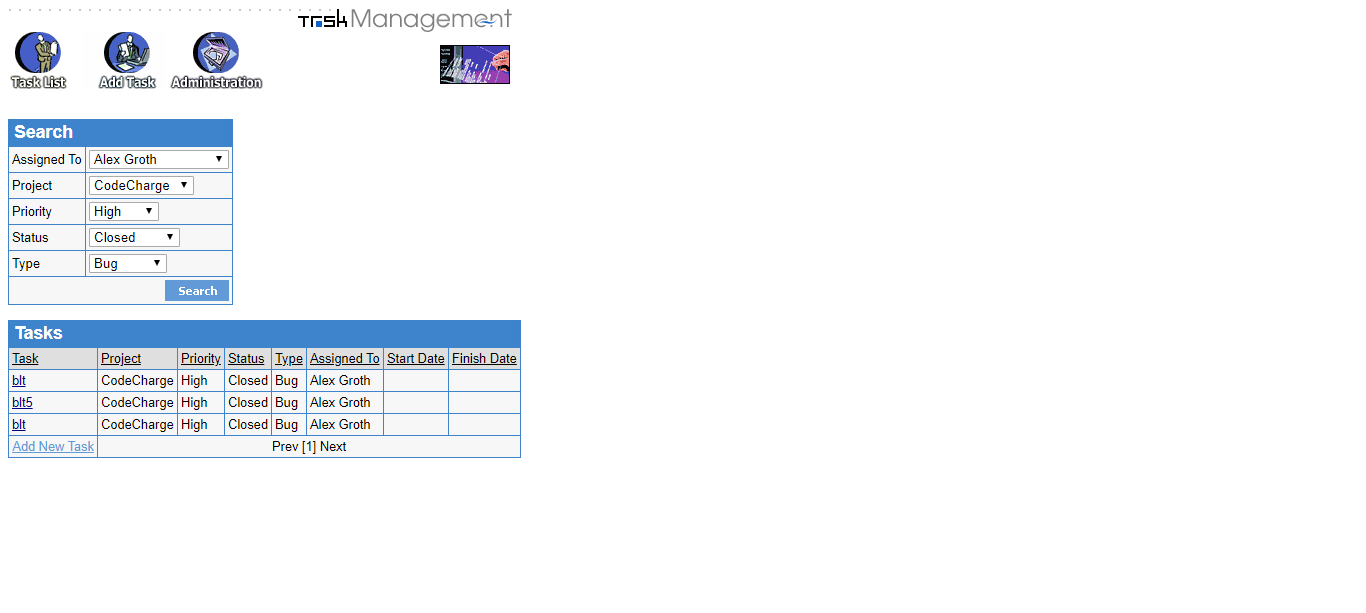 Task Management
Task List Add Task Administration
Search
Assigned To Alex Groth
Project CodeCharge
Priority High
Status Closed
Type Bug
Search
Tasks
Task Project Priority Status Type Assigned To Start Date Finish Date
blt CodeCharge High Closed Bug Alex Groth
blt5 CodeCharge High Closed Bug Alex Groth
blt CodeCharge High Closed Bug Alex Groth
Add New Task Prev [1] Next